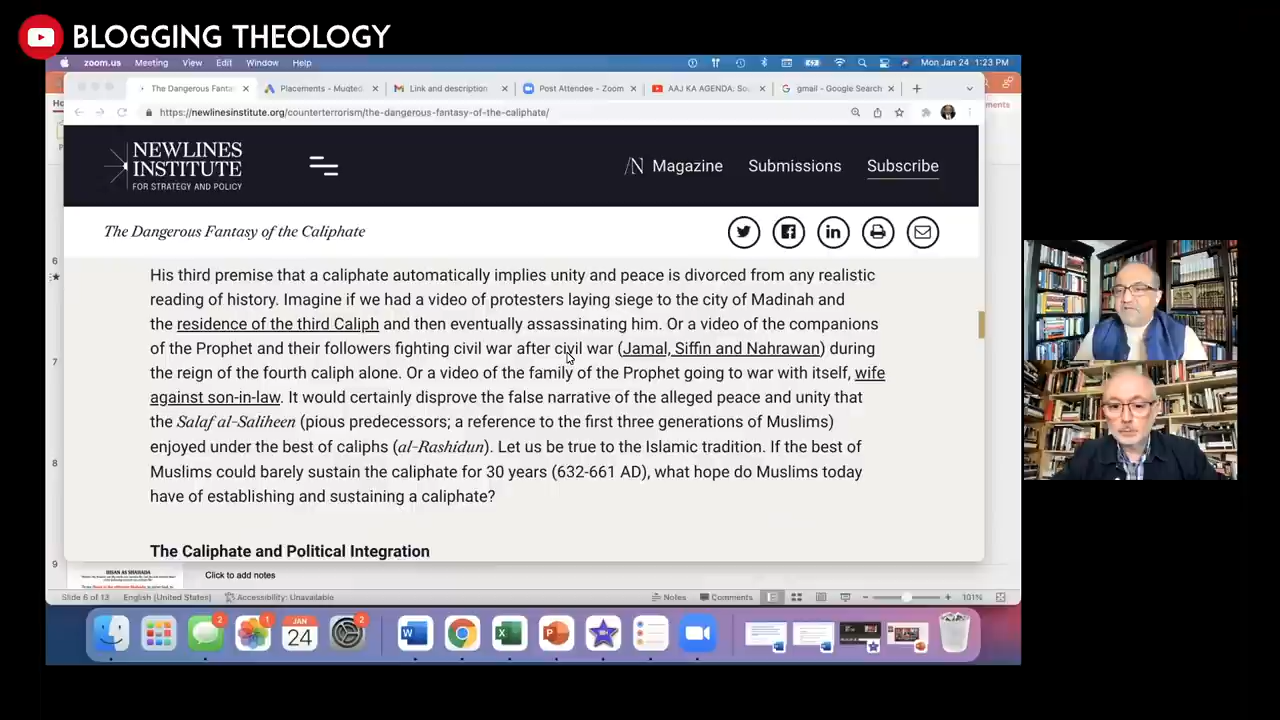 BLOGGING THEOLOGY
zoom.us Meeting View Edit Window Help Mon Jan 24 1:23 PM
The Dangerous Fantas Placements - Muqted Link and description Post Attendee - Zoom AAJ KA AGENDA: Sou gmail - Google Search
https://newlinesinstitute.org/counterterrorism/the-dangerous-fantasy-of-the-caliphate/
NEWLINES
INSTITUTE
FOR STRATEGY AND POLICY
Magazine Submissions Subscribe
The Dangerous Fantasy of the Caliphate
His third premise that a caliphate automatically implies unity and peace is divorced from any realistic
reading of history. Imagine if we had a video of protesters laying siege to the city of Madinah and
the residence of the third Caliph and then eventually assassinating him. Or a video of the companions
of the Prophet and their followers fighting civil war after civil war (Jamal, Siffin and Nahrawan) during
the reign of the fourth caliph alone. Or a video of the family of the Prophet going to war with itself, wife
against son-in-law. It would certainly disprove the false narrative of the alleged peace and unity that
the Salaf al-Saliheen (pious predecessors; a reference to the first three generations of Muslims)
enjoyed under the best of caliphs (al-Rashidun). Let us be true to the Islamic tradition. If the best of
Muslims could barely sustain the caliphate for 30 years (632-661 AD), what hope do Muslims today
have of establishing and sustaining a caliphate?
The Caliphate and Political Integration
6
7
8
9
Click to add notes
Slide 6 of 13 English (United States) Accessibility: Unavailable Notes Comments 101%
2 1 JAN 24 2